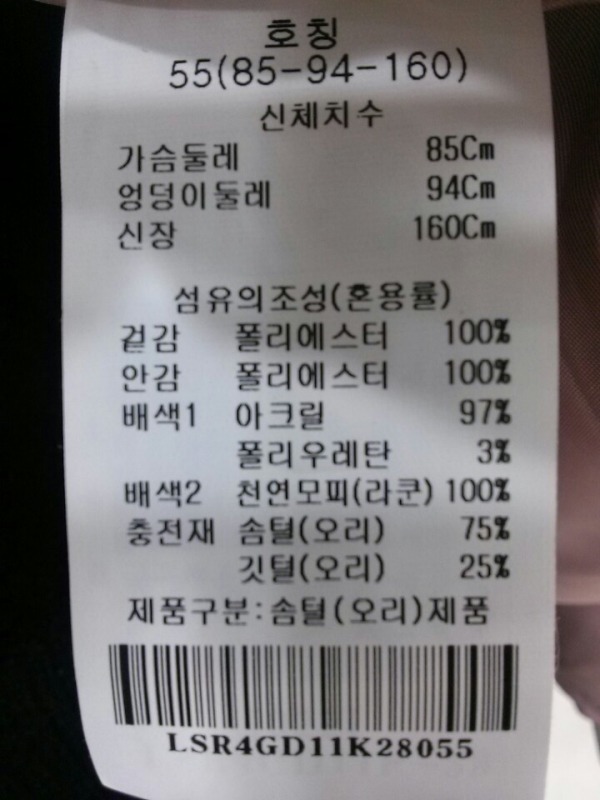 호칭
55(85-94-160)
신체치수
가슴둘레 85Cm
엉덩이둘레 94Cm
신장 160Cm
섬유의조성(혼용률)
겉감 폴리에스터 100%
안감 폴리에스터 100%
배색1 아크릴 97%
폴리우레탄 3%
배색2 천연모피(라쿤) 100%
충전재 솜털(오리) 75%
깃털(오리) 25%
제품구분:솜털(오리)제품
LSR4GD11K28055